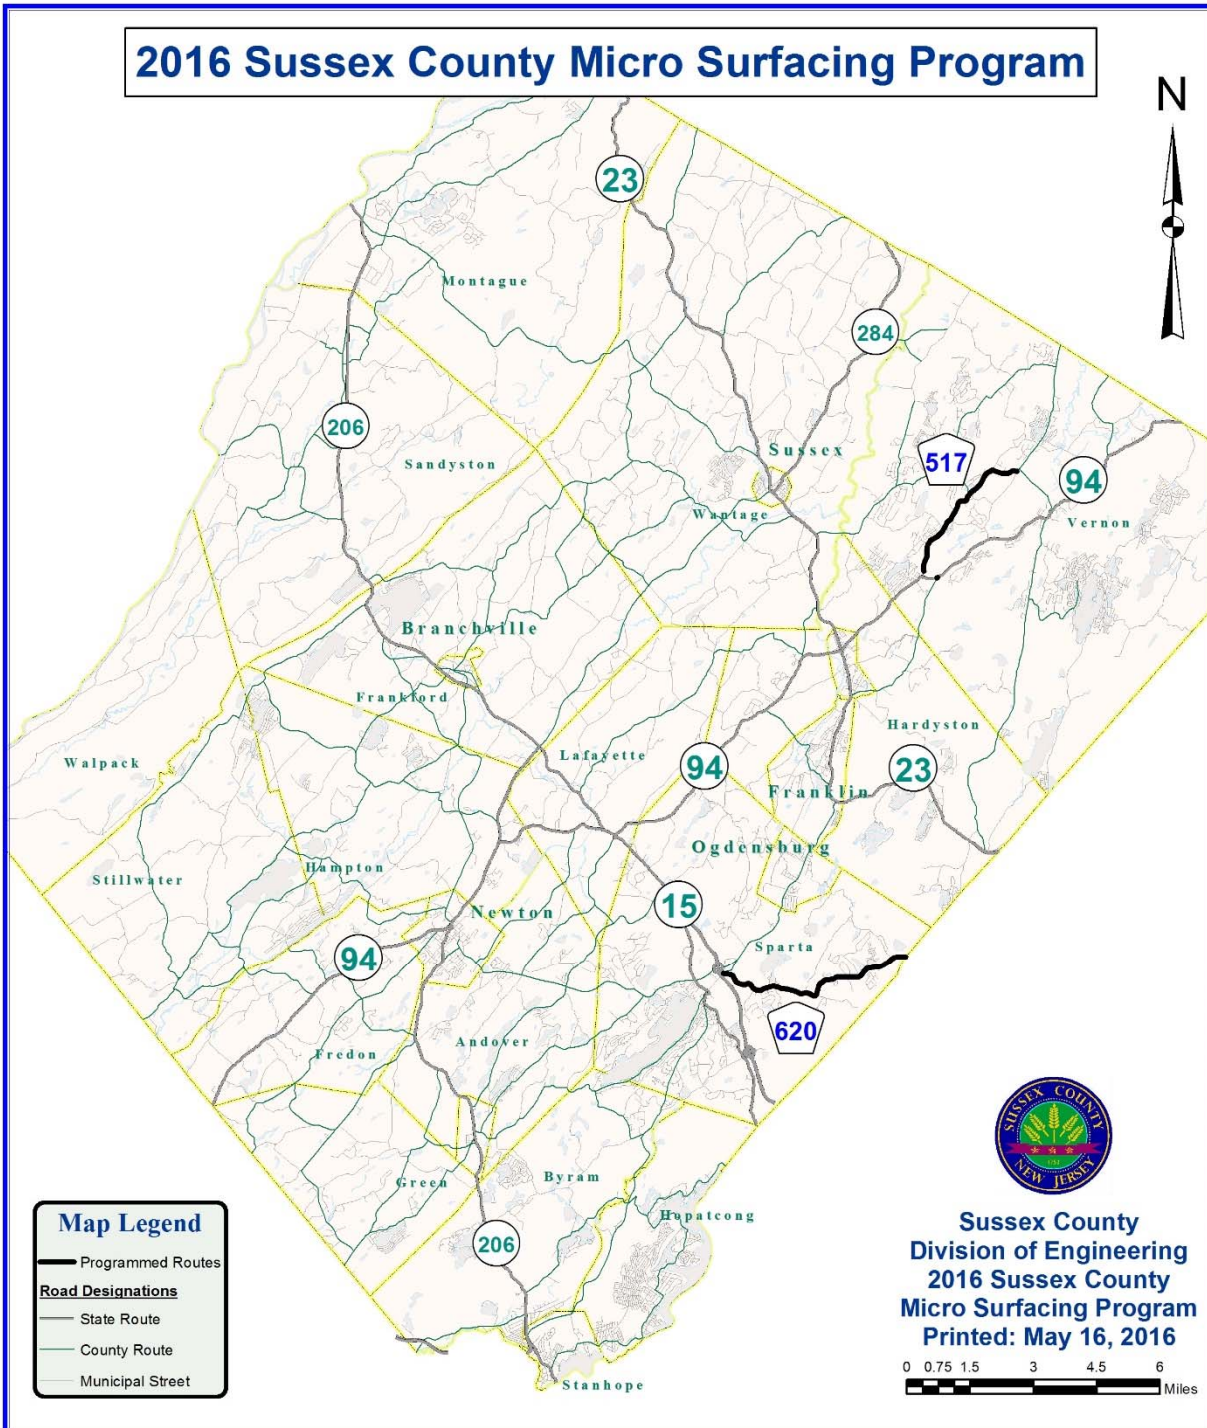 2016 Sussex County Micro Surfacing Program
N
23
Montague
284
206
Sussex
Sandyston
517
94
Wantage
Vernon
Branchville
Frankford
Hardyston
Lafayette
Walpack
94
23
Franklin
Ogdensburg
Hampton
Stillwater
15
Newton
Sparta
94
620
Andover
Fredon
SUSSEX COUNTY
NEW JERSEY
Byram
Green
Hopatcong
206
Stanhope
Map Legend
Programmed Routes
Road Designations
State Route
County Route
Municipal Street
Sussex County
Division of Engineering
2016 Sussex County
Micro Surfacing Program
Printed: May 16, 2016
0 0.75 1.5 3 4.5 6
Miles